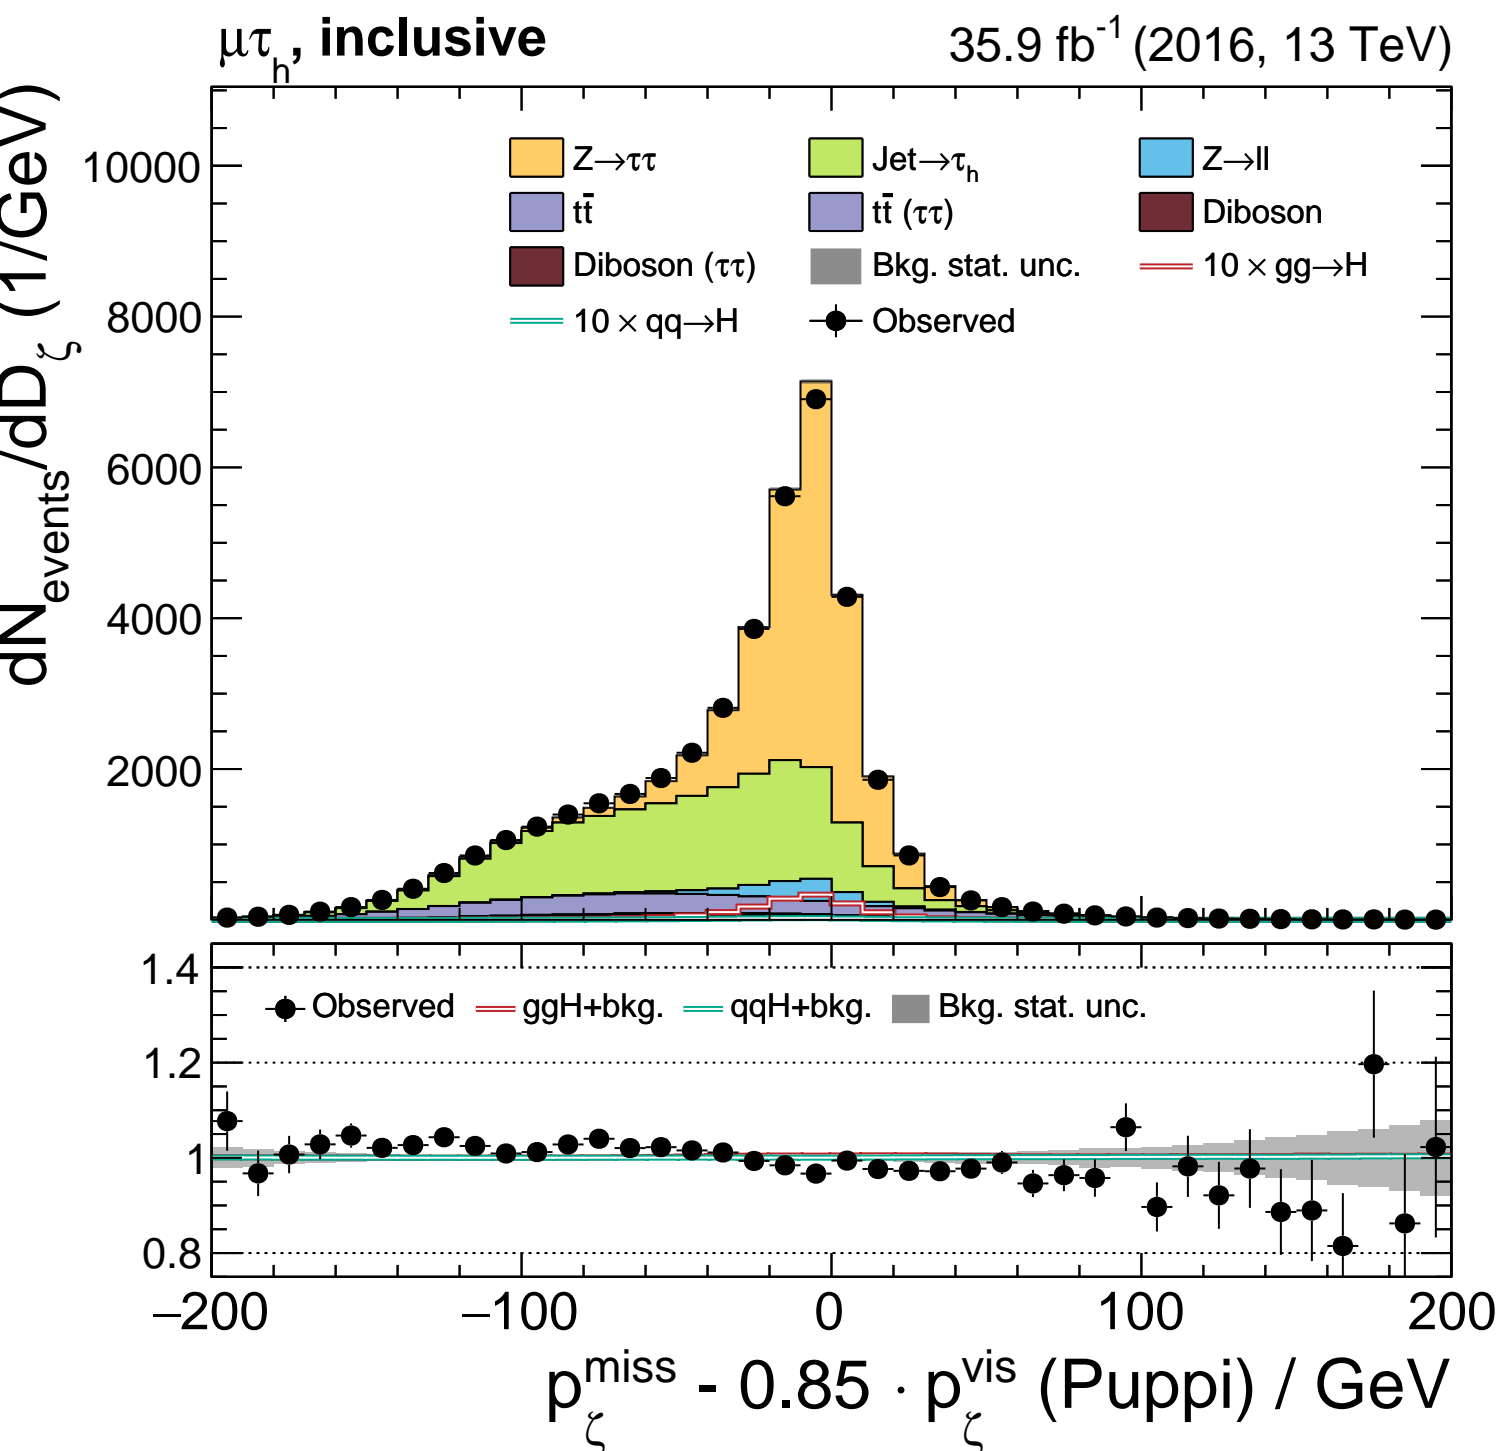 μτh, inclusive 35.9 fb-1 (2016, 13 TeV)
dNevents/dDζ (1/GeV)
10000
8000
6000
4000
2000
Z→ττ Jet→τh Z→ll
tt̄ tt̄ (ττ) Diboson
Diboson (ττ) Bkg. stat. unc. 10 × gg→H
10 × qq→H Observed
1.4
1.2
1
0.8
Observed ggH+bkg. qqH+bkg. Bkg. stat. unc.
−200 −100 0 100 200
pζmiss - 0.85 · pζvis (Puppi) / GeV